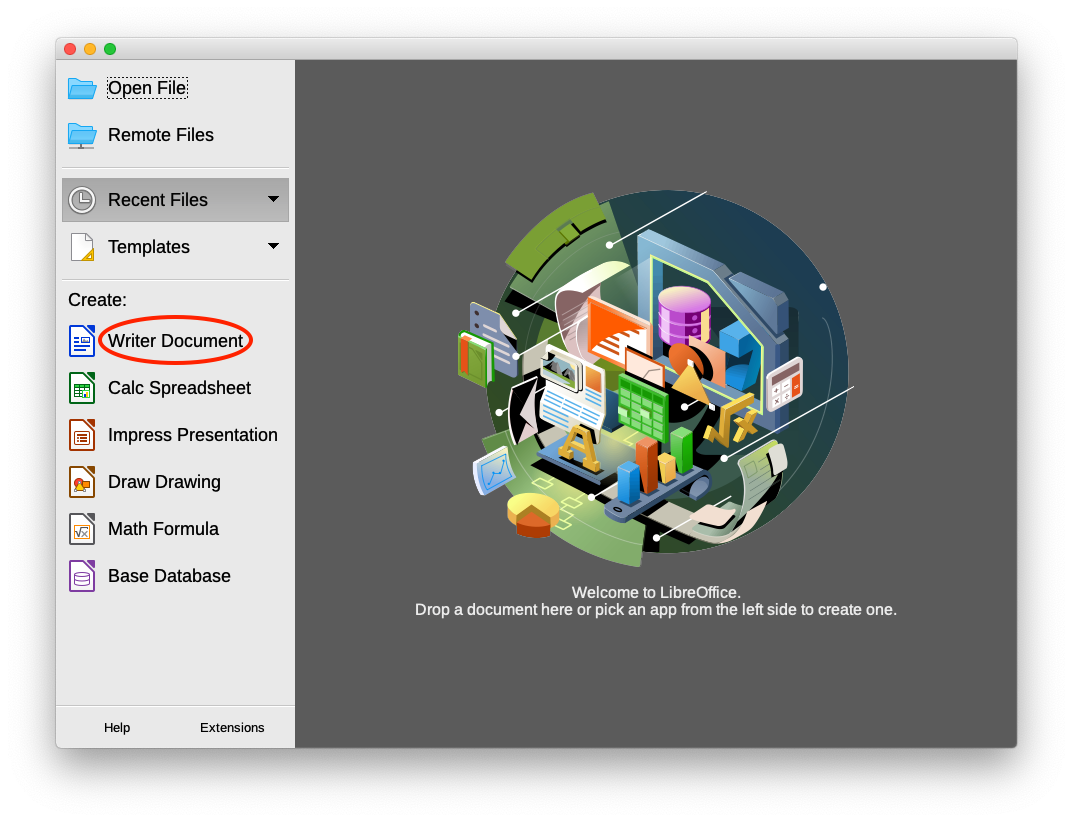 Open File
Remote Files
Recent Files
Templates
Create:
Writer Document
Calc Spreadsheet
Impress Presentation
Draw Drawing
Math Formula
Base Database
Help
Extensions
Welcome to LibreOffice.
Drop a document here or pick an app from the left side to create one.